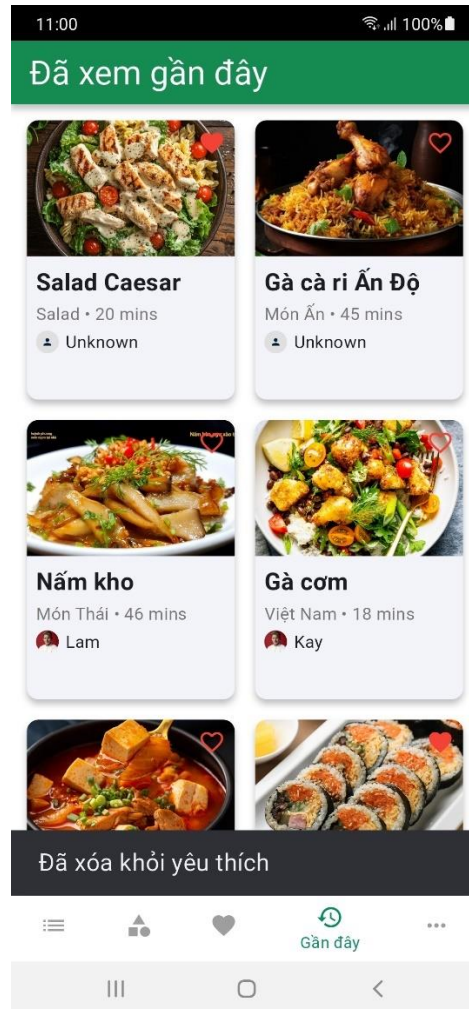 11:00
100%
Đã xem gần đây
Salad Caesar
Salad • 20 mins
Unknown
Gà cà ri Ấn Độ
Món Ấn • 45 mins
Unknown
Nấm kho
Món Thái • 46 mins
Lam
Gà cơm
Việt Nam • 18 mins
Kay
Đã xóa khỏi yêu thích
Gần đây